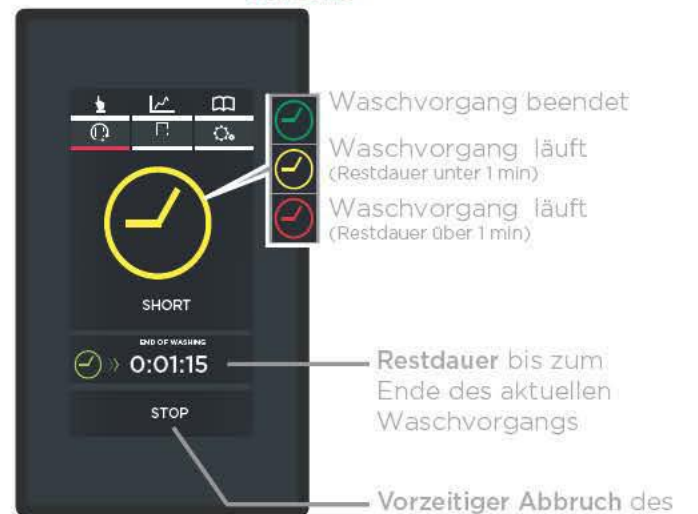 Waschvorgang beendet
Waschvorgang läuft
(Restdauer unter 1 min)
Waschvorgang läuft
(Restdauer über 1 min)
SHORT
END OF WASHING
0:01:15
Restdauer bis zum
Ende des aktuellen
Waschvorgangs
STOP
Vorzeitiger Abbruch des